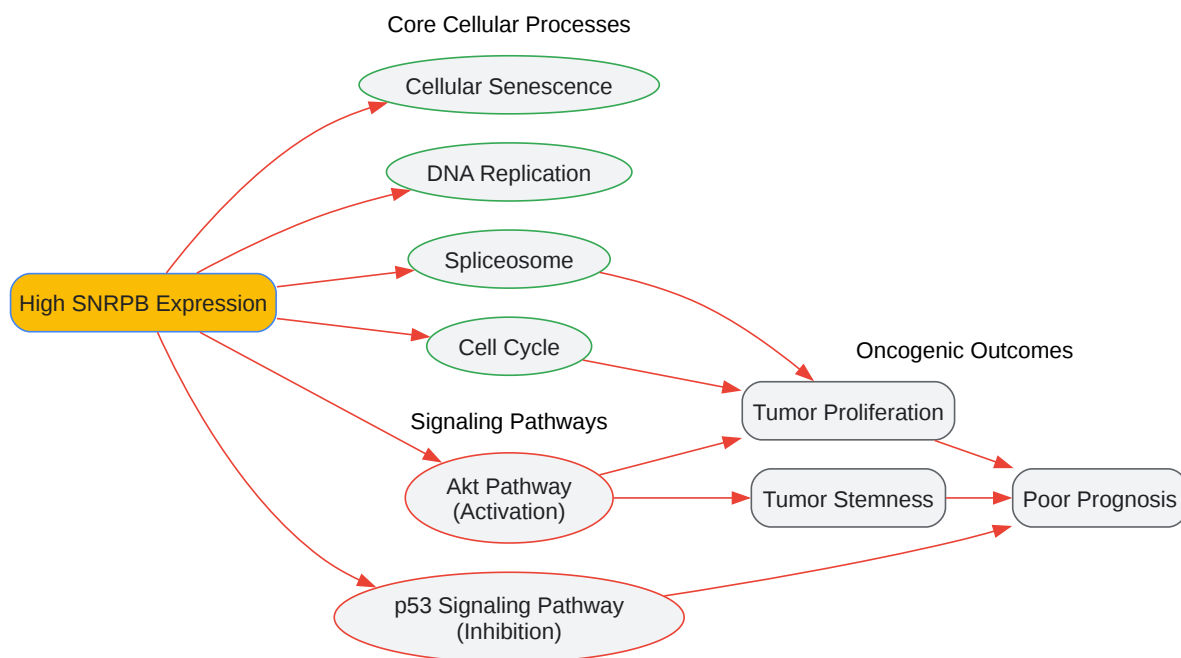 Core Cellular Processes
Cellular Senescence
DNA Replication
Spliceosome
High SNRPB Expression
Cell Cycle
Oncogenic Outcomes
Tumor Proliferation
Signaling Pathways
Akt Pathway
(Activation)
Tumor Stemness
Poor Prognosis
p53 Signaling Pathway
(Inhibition)